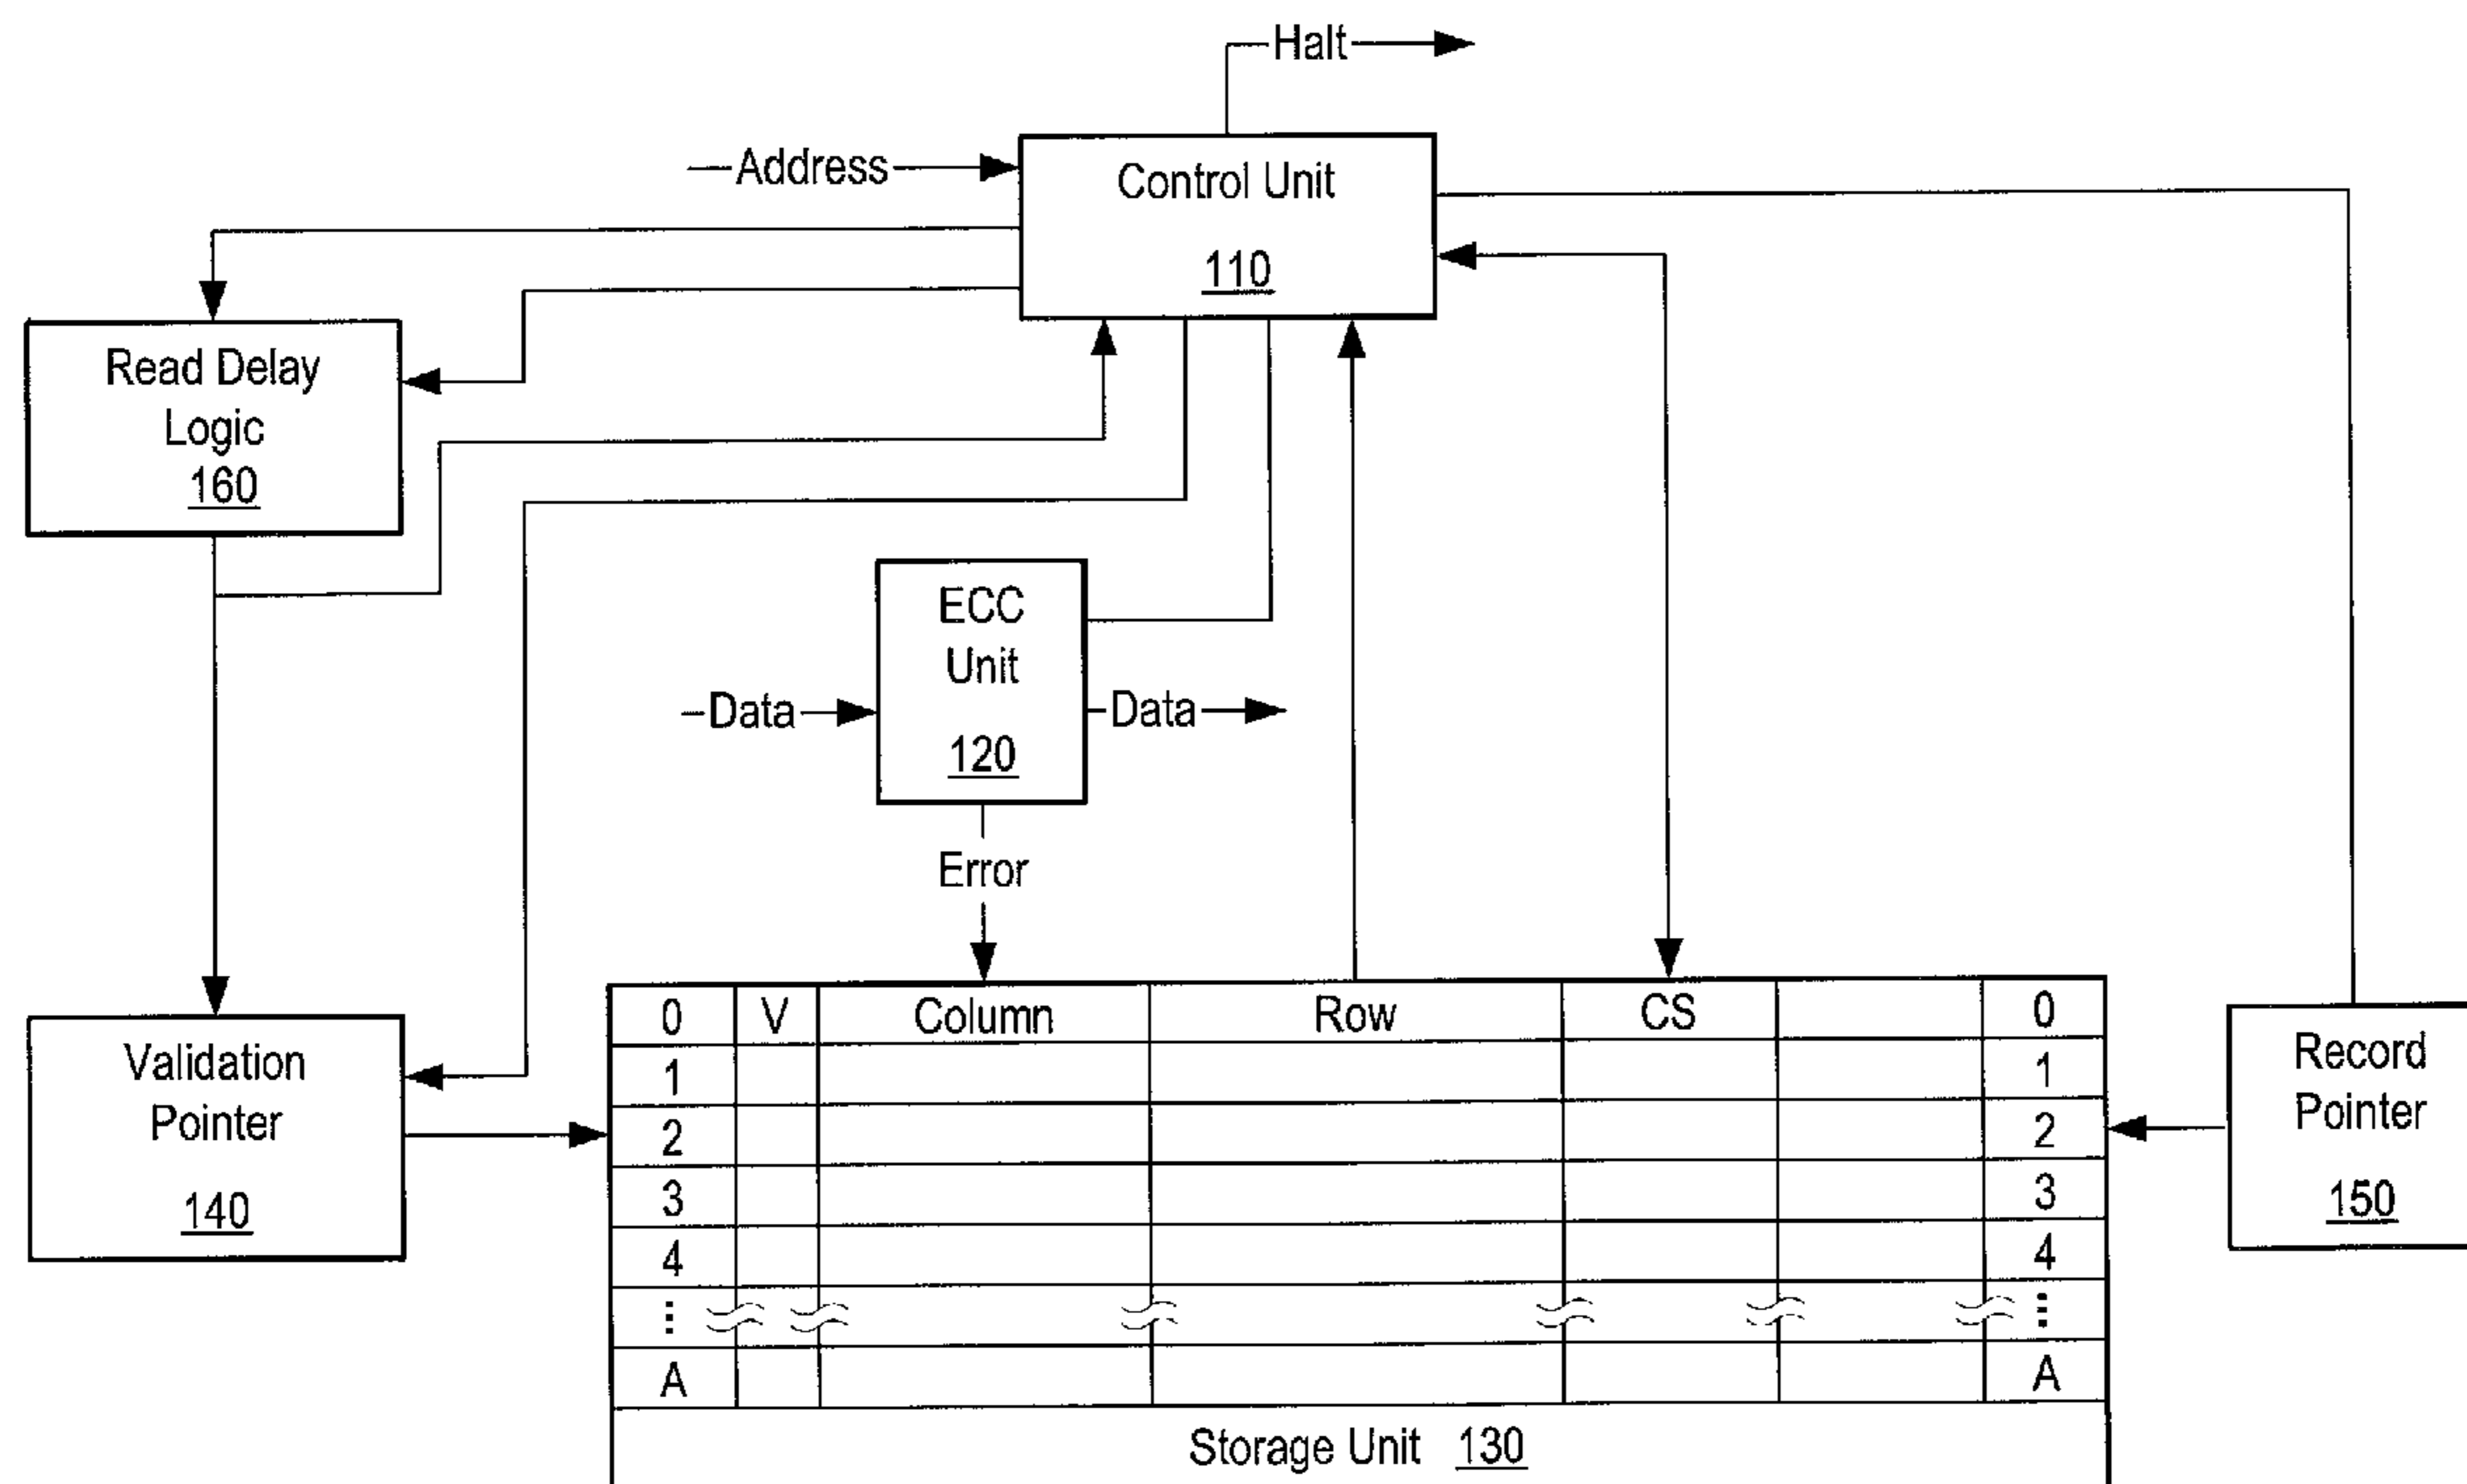 Halt
Address
Control Unit
110
Read Delay
Logic
160
ECC
Unit
120
Data
Data
Error
Validation
Pointer
140
0 V Column Row CS 0
1 1
2 2
3 3
4 4
⋮ ⋮
A A
Storage Unit 130
Record
Pointer
150